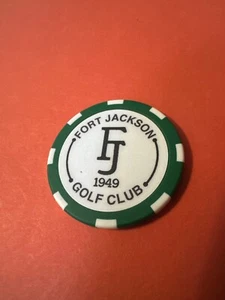 FORT JACKSON
FJ
1949
GOLF CLUB